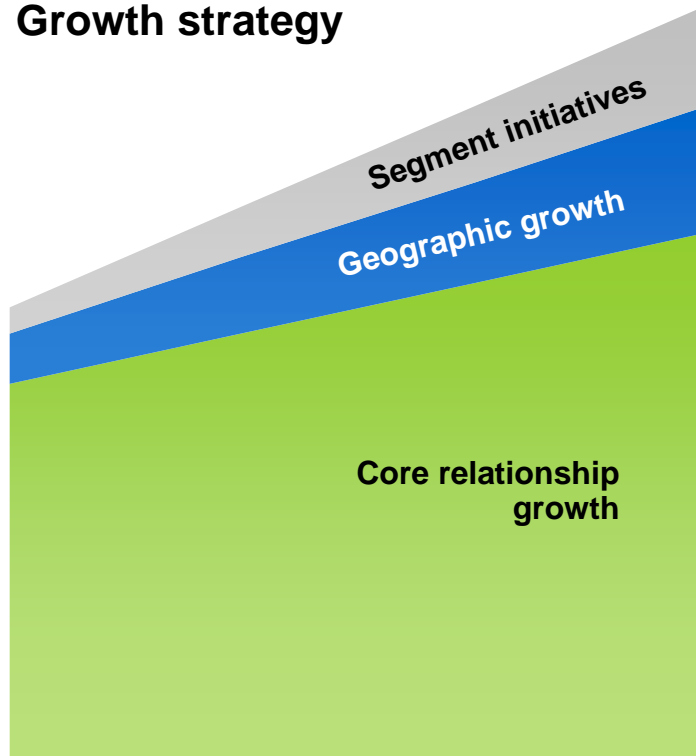 Growth strategy
Segment initiatives
Geographic growth
Core relationship
growth